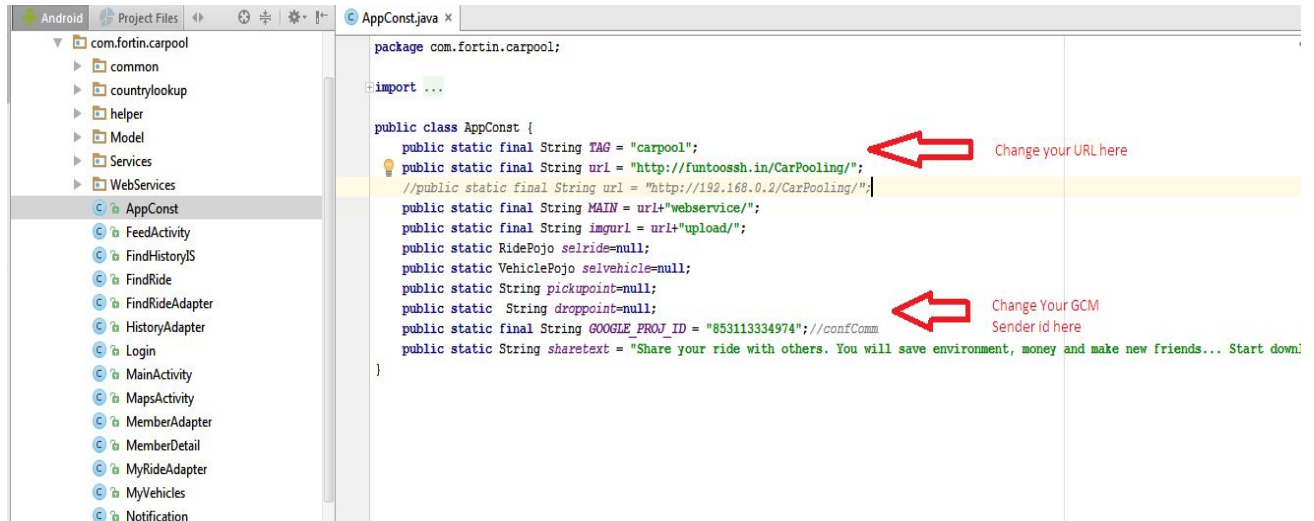 Android Project Files
AppConst.java ×
com.fortin.carpool
common
countrylookup
helper
Model
Services
WebServices
AppConst
FeedActivity
FindHistoryIS
FindRide
FindRideAdapter
HistoryAdapter
Login
MainActivity
MapsActivity
MemberAdapter
MemberDetail
MyRideAdapter
MyVehicles
Notification
package com.fortin.carpool;
import ...
public class AppConst {
public static final String TAG = "carpool";
public static final String url = "http://funtoossh.in/CarPooling/";
//public static final String url = "http://192.168.0.2/CarPooling/";
public static final String MAIN = url+"webservice/";
public static final String imgurl = url+"upload/";
public static RidePojo selride=null;
public static VehiclePojo selvehicle=null;
public static String pickupoint=null;
public static  String droppoint=null;
public static final String GOOGLE_PROJ_ID = "853113334974";//confComm
public static String sharetext = "Share your ride with others. You will save environment, money and make new friends... Start downl
}
Change your URL here
Change Your GCM
Sender id here